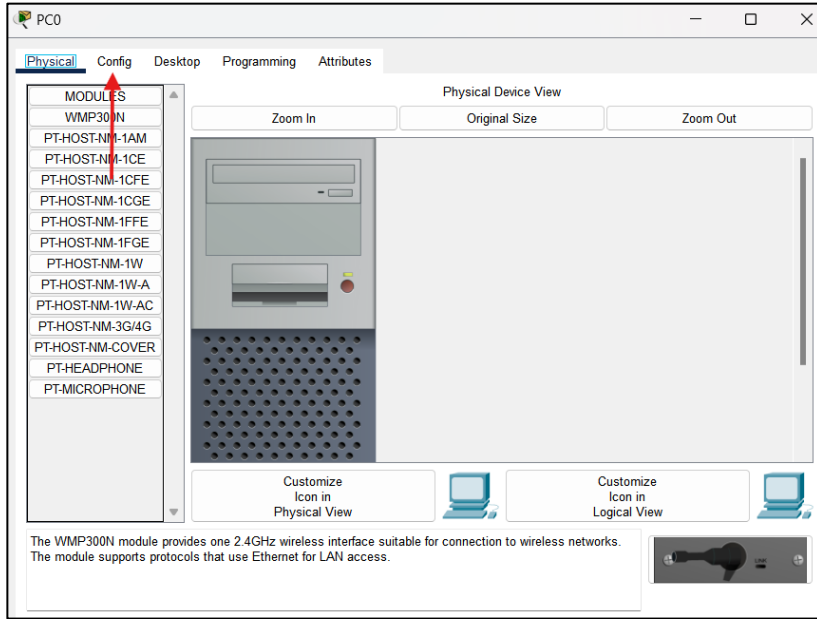 PC0
Physical Config Desktop Programming Attributes
MODULES
WMP300N
PT-HOST-NM-1AM
PT-HOST-NM-1CE
PT-HOST-NM-1CFE
PT-HOST-NM-1CGE
PT-HOST-NM-1FFE
PT-HOST-NM-1FGE
PT-HOST-NM-1W
PT-HOST-NM-1W-A
PT-HOST-NM-1W-AC
PT-HOST-NM-3G/4G
PT-HOST-NM-COVER
PT-HEADPHONE
PT-MICROPHONE
Physical Device View
Zoom In Original Size Zoom Out
Customize
Icon in
Physical View
Customize
Icon in
Logical View
The WMP300N module provides one 2.4GHz wireless interface suitable for connection to wireless networks.
The module supports protocols that use Ethernet for LAN access.
LINK